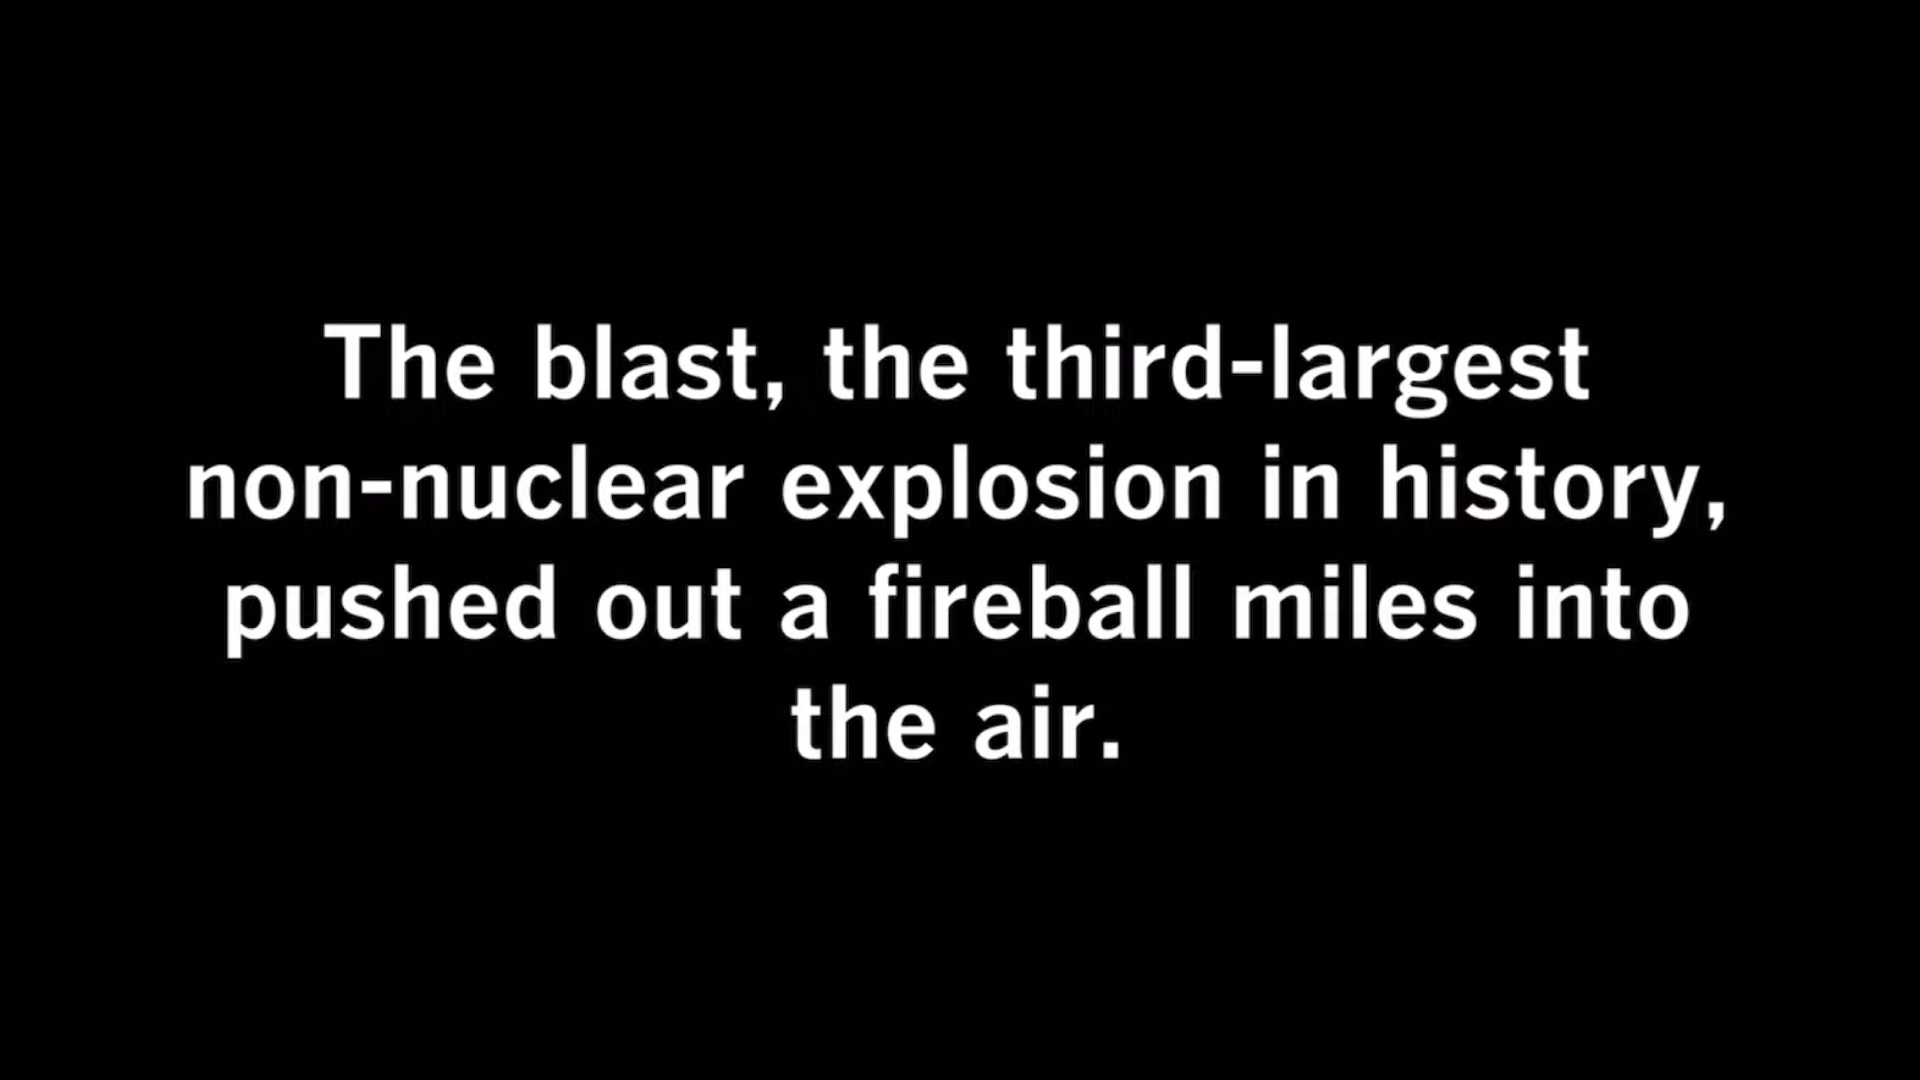 The blast, the third-largest
non-nuclear explosion in history,
pushed out a fireball miles into
the air.